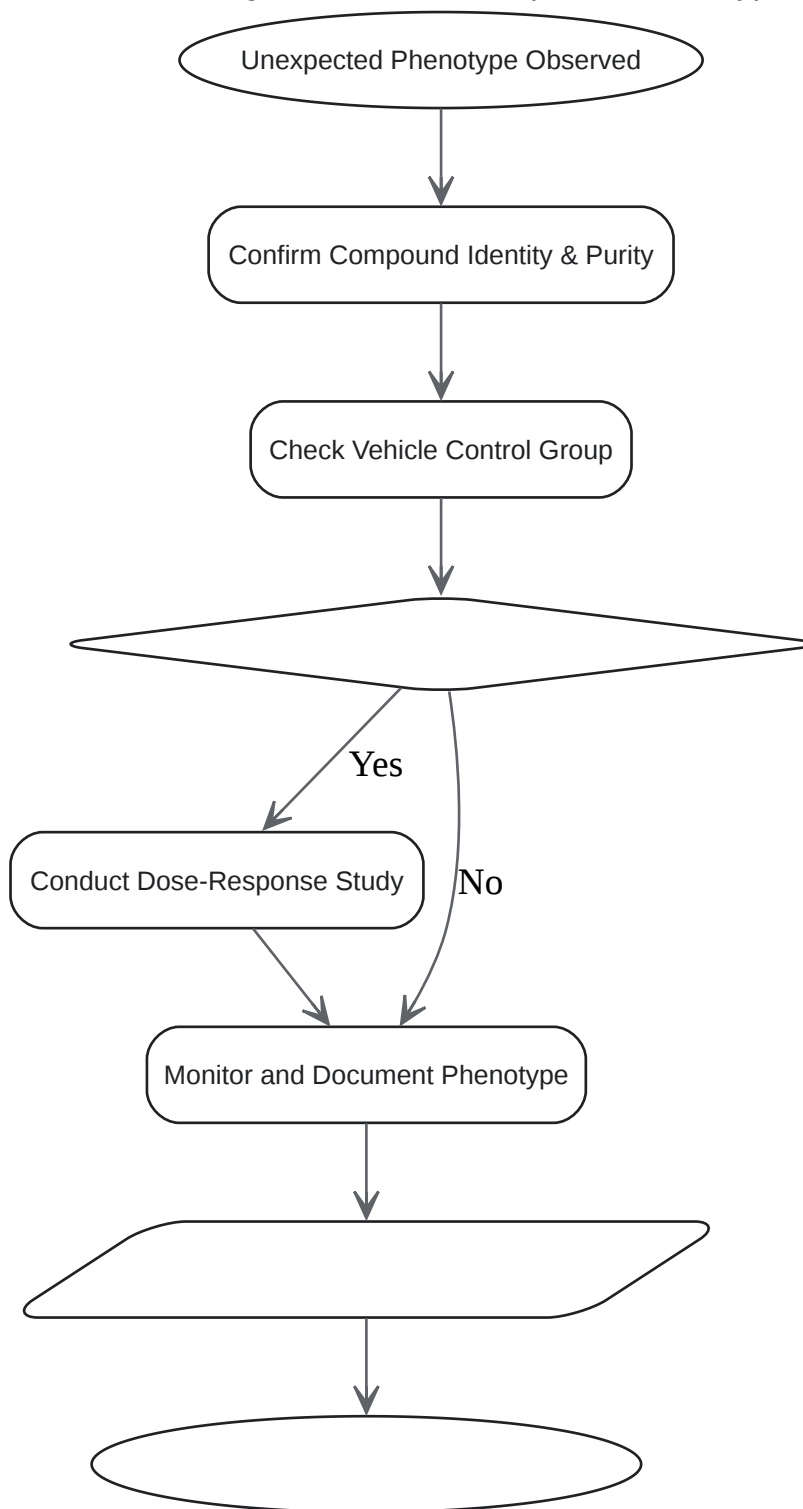 Unexpected Phenotype Observed
Confirm Compound Identity & Purity
Check Vehicle Control Group
Yes
Conduct Dose-Response Study
No
Monitor and Document Phenotype